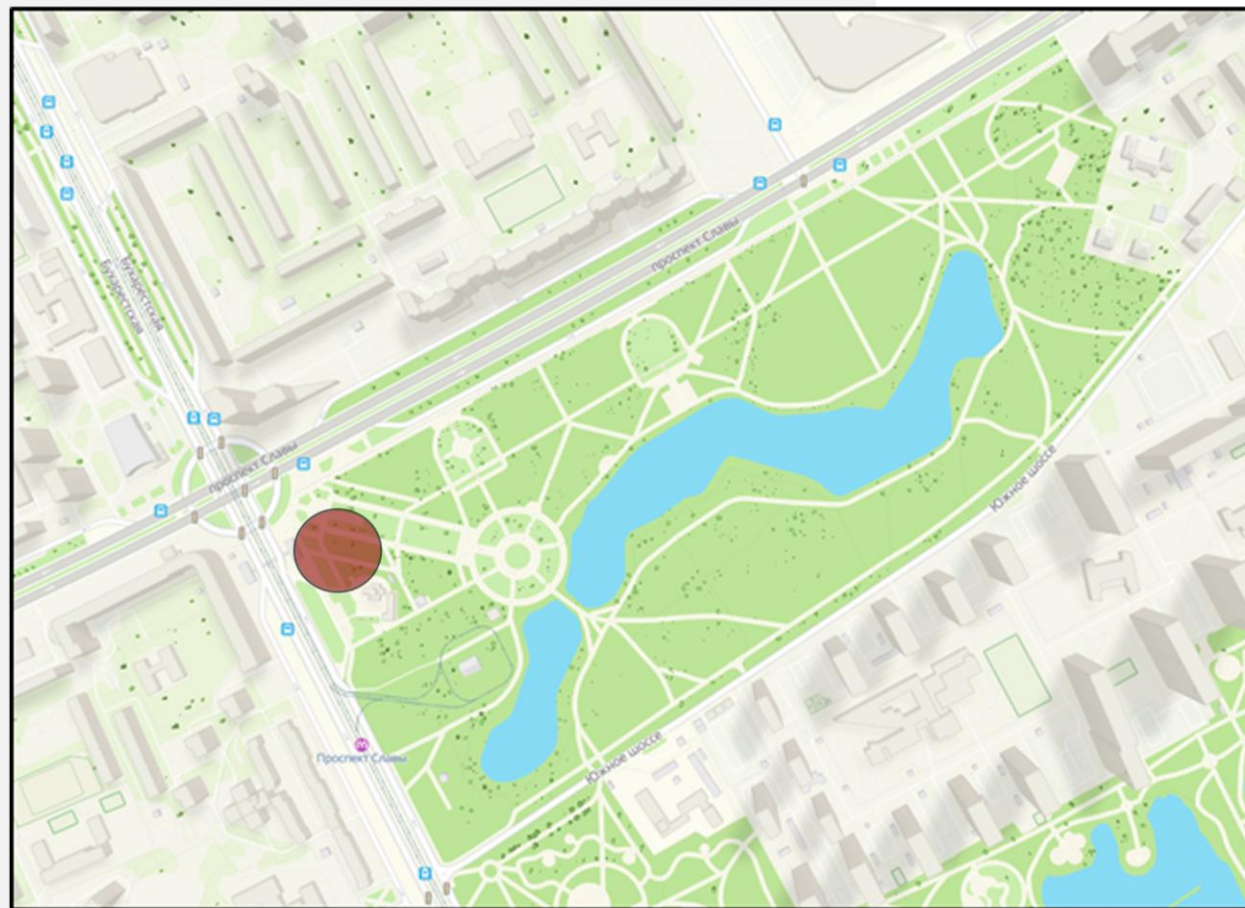 проспект Славы
Бухарестская
Бухарестская
проспект Славы
Южное шоссе
Южное шоссе
Проспект Славы